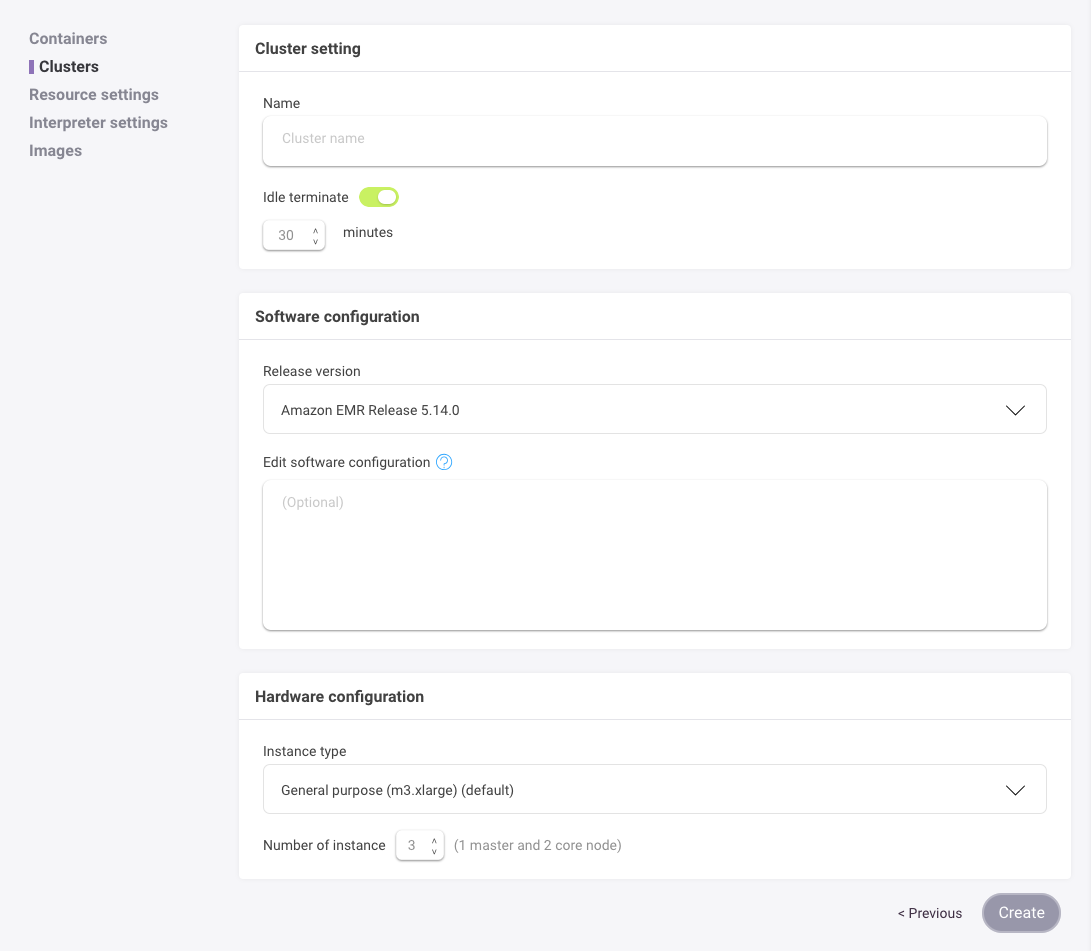 Containers
Clusters
Resource settings
Interpreter settings
Images
Cluster setting
Name
Cluster name
Idle terminate
30 minutes
Software configuration
Release version
Amazon EMR Release 5.14.0
Edit software configuration ?
(Optional)
Hardware configuration
Instance type
General purpose (m3.xlarge) (default)
Number of instance 3 (1 master and 2 core node)
< Previous Create